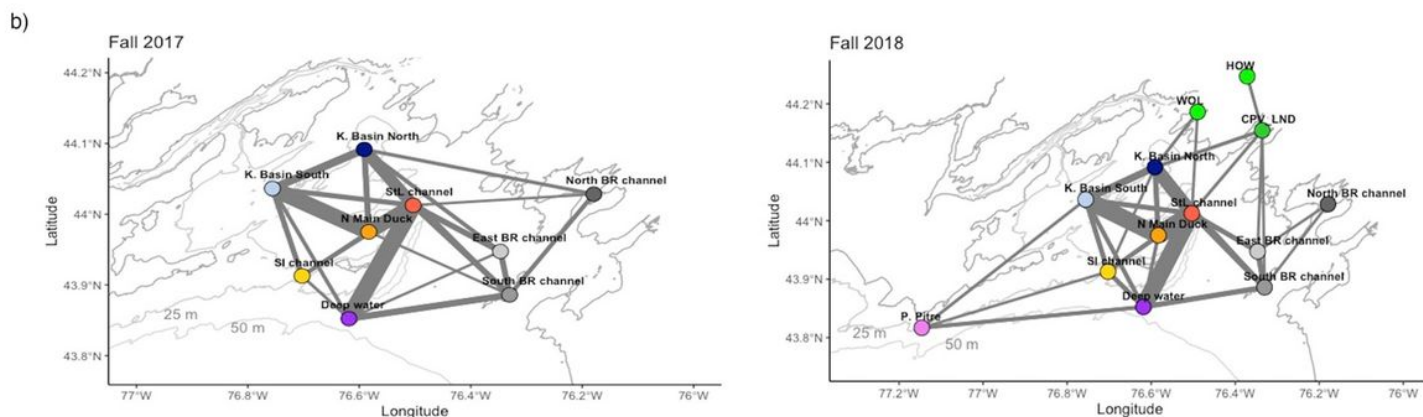 b)
Fall 2017
44.2°N
44.1°N
44°N
43.9°N
43.8°N
Latitude
K. Basin North
K. Basin South
StL channel
North BR channel
N Main Duck
East BR channel
SI channel
South BR channel
Deep water
25 m
50 m
77°W
76.8°W
76.6°W
76.4°W
76.2°W
76°W
Longitude
Fall 2018
44.2°N
44.1°N
44°N
43.9°N
43.8°N
Latitude
HOW
WOL
CPV_LND
K. Basin North
K. Basin South
StL channel
North BR channel
N Main Duck
East BR channel
SI channel
South BR channel
Deep water
P. Pitre
25 m
50 m
77.2°W
77°W
76.8°W
76.6°W
76.4°W
76.2°W
76°W
Longitude